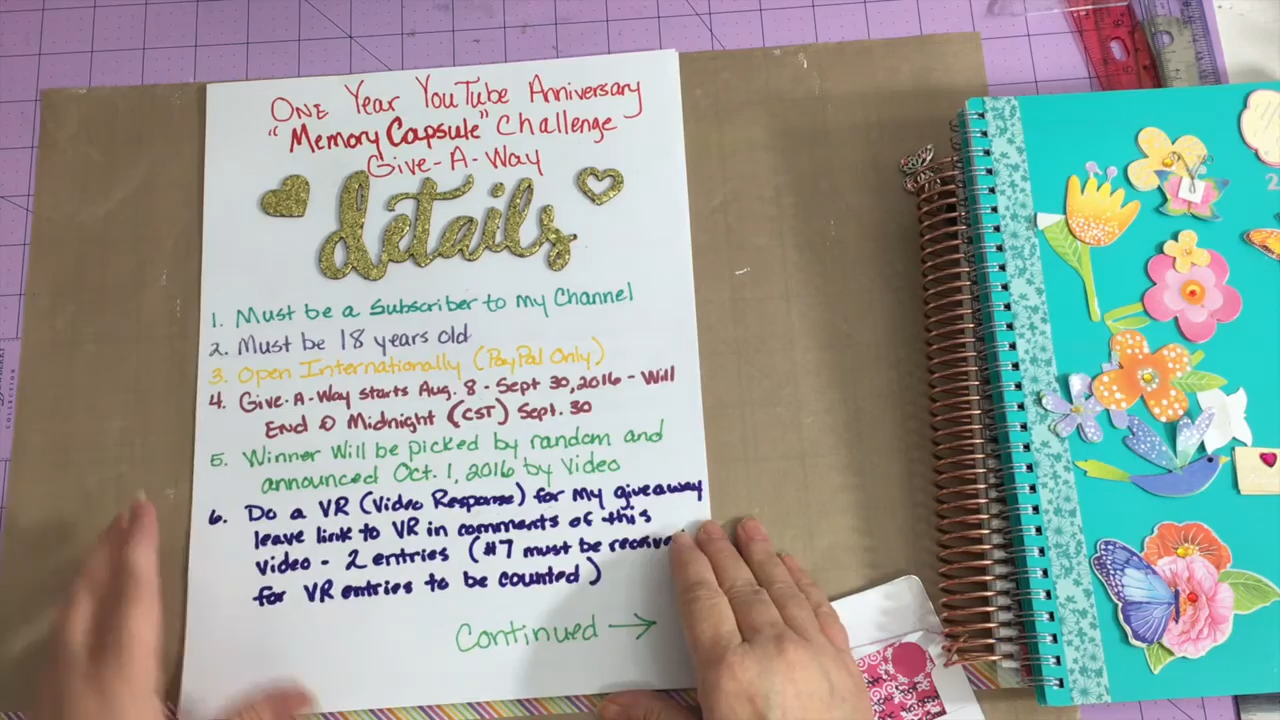 One Year YouTube Anniversary
"Memory Capsule" Challenge
Give-A-Way
details
1. Must be a Subscriber to my Channel
2. Must be 18 years old
3. Open Internationally (PayPal Only)
4. Give-A-Way starts Aug. 8 - Sept 30, 2016 - Will
End @ Midnight (CST) Sept. 30
5. Winner Will be picked by random and
announced Oct. 1, 2016 by Video
6. Do a VR (Video Response) for my giveaway
leave link to VR in comments of this
video - 2 entries (#7 must be receive
for VR entries to be counted)
Continued →
COLLECTION